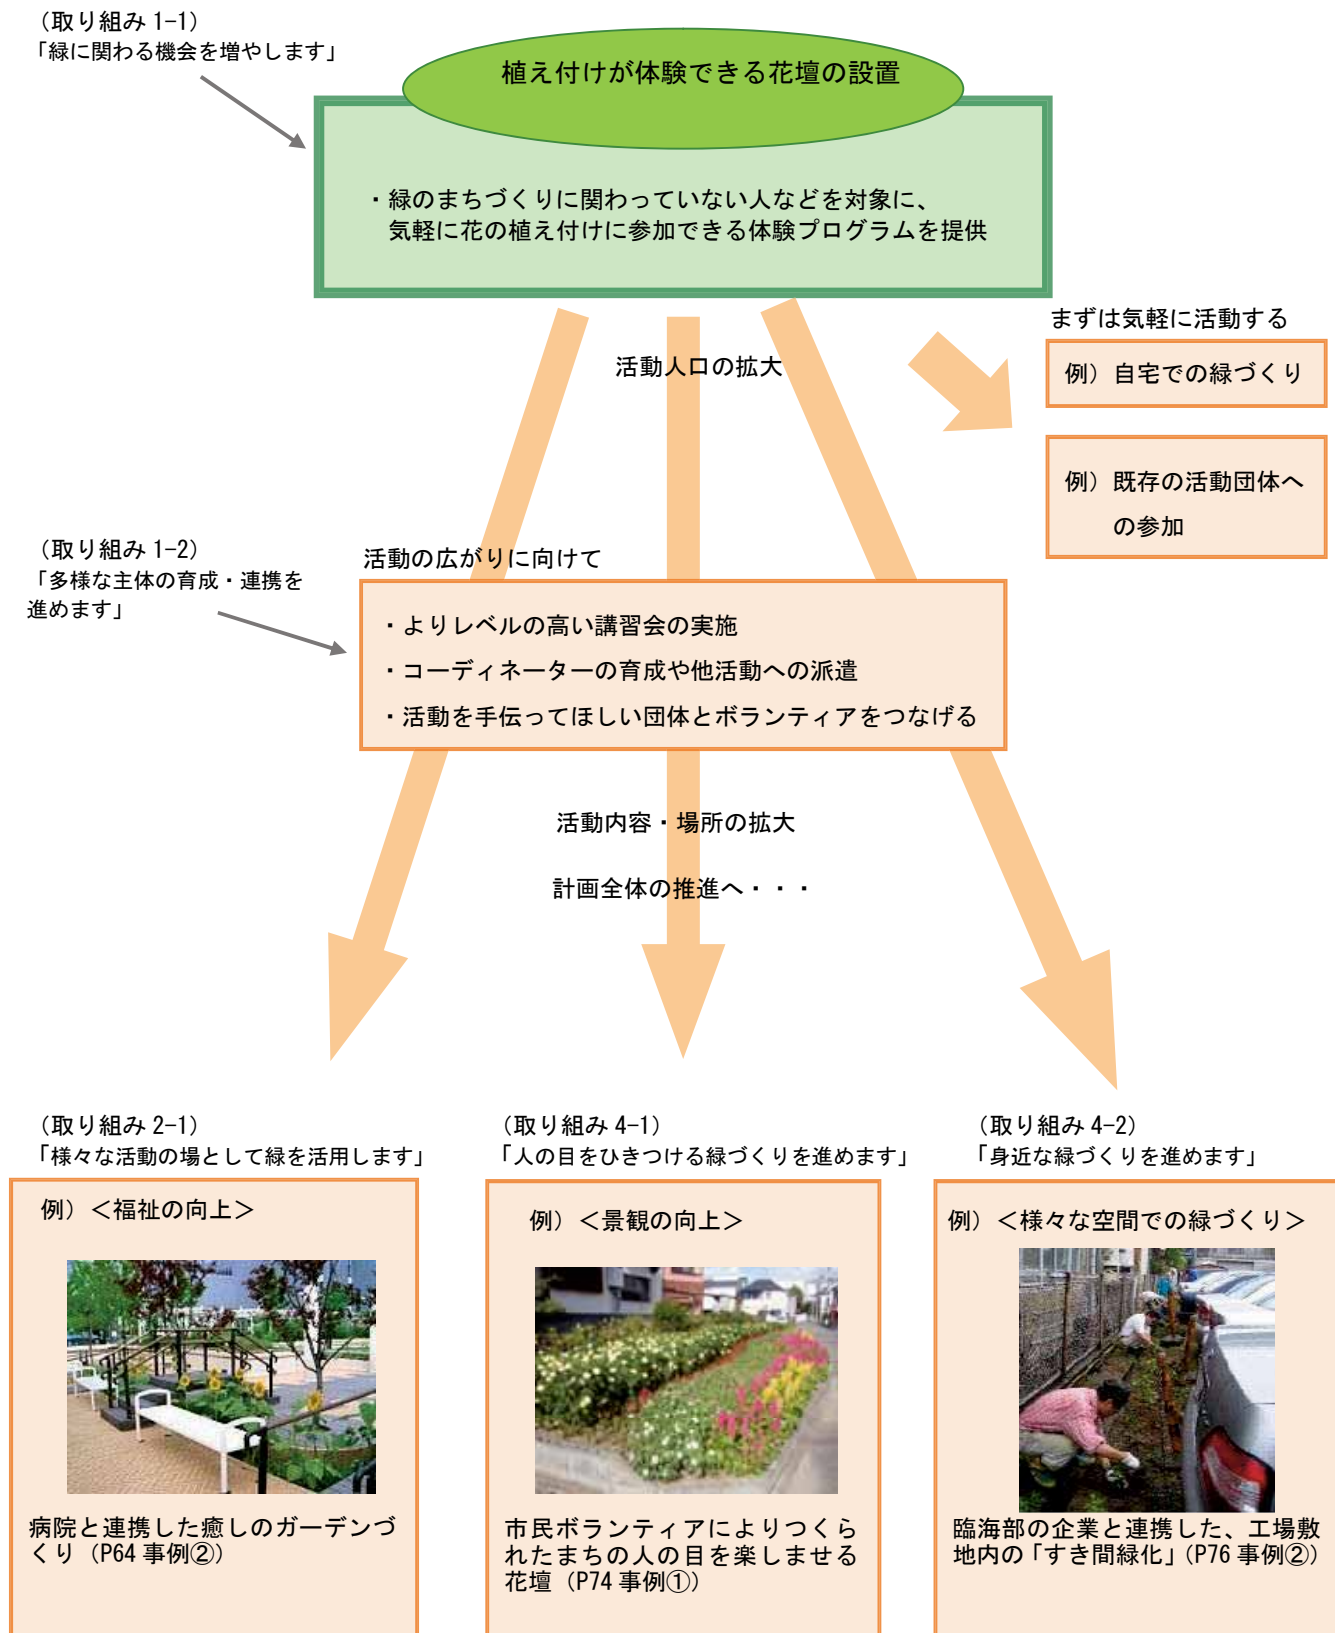 （取り組み 1-1）
「緑に関わる機会を増やします」
植え付けが体験できる花壇の設置
・緑のまちづくりに関わっていない人などを対象に、
気軽に花の植え付けに参加できる体験プログラムを提供
まずは気軽に活動する
例）自宅での緑づくり
活動人口の拡大
例）既存の活動団体へ
の参加
（取り組み 1-2）
「多様な主体の育成・連携を
進めます」
活動の広がりに向けて
・よりレベルの高い講習会の実施
・コーディネーターの育成や他活動への派遣
・活動を手伝ってほしい団体とボランティアをつなげる
活動内容・場所の拡大
計画全体の推進へ・・・
（取り組み 2-1）
「様々な活動の場として緑を活用します」
例）＜福祉の向上＞
病院と連携した癒しのガーデンづ
くり（P64 事例②）
（取り組み 4-1）
「人の目をひきつける緑づくりを進めます」
例）＜景観の向上＞
市民ボランティアによりつくら
れたまちの人の目を楽しませる
花壇（P74 事例①）
（取り組み 4-2）
「身近な緑づくりを進めます」
例）＜様々な空間での緑づくり＞
臨海部の企業と連携した、工場敷
地内の「すき間緑化」（P76 事例②）